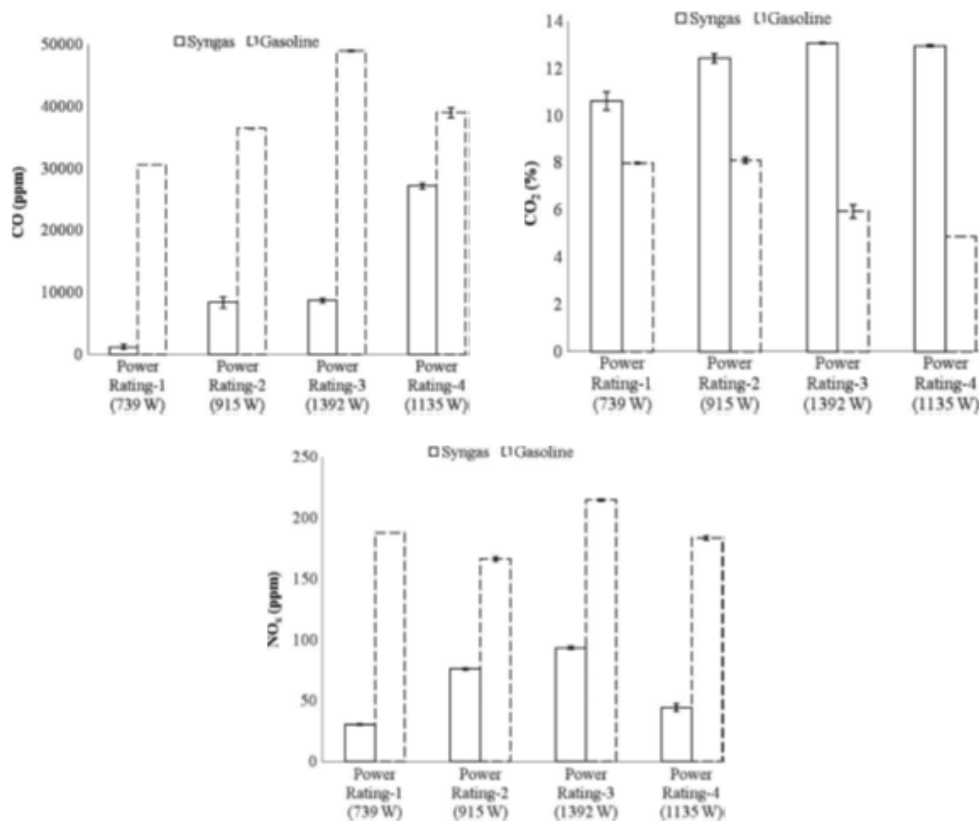 Syngas Gasoline
50000
40000
30000
20000
10000
0
CO (ppm)
Power Power Power Power
Rating-1 Rating-2 Rating-3 Rating-4
(739 W) (915 W) (1392 W) (1135 W)
Syngas Gasoline
14
12
10
8
6
4
2
0
CO₂ (%)
Power Power Power Power
Rating-1 Rating-2 Rating-3 Rating-4
(739 W) (915 W) (1392 W) (1135 W)
Syngas Gasoline
250
200
150
100
50
0
NOₓ (ppm)
Power Power Power Power
Rating-1 Rating-2 Rating-3 Rating-4
(739 W) (915 W) (1392 W) (1135 W)